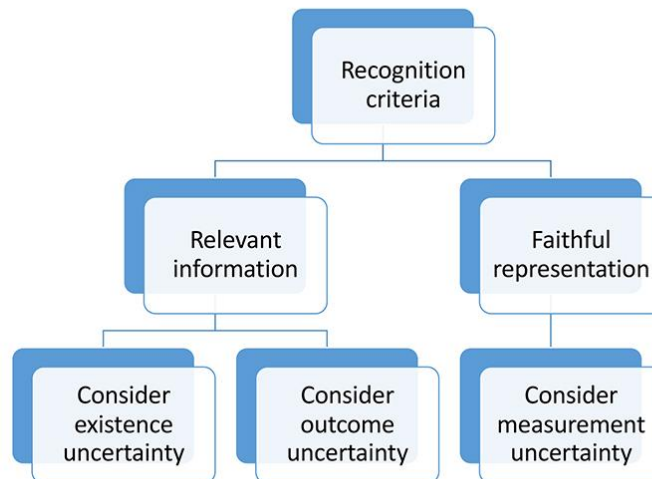 Recognition
criteria
Relevant
information
Faithful
representation
Consider
existence
uncertainty
Consider
outcome
uncertainty
Consider
measurement
uncertainty